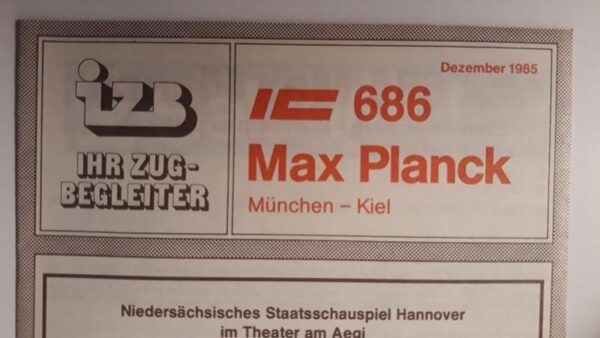 Dezember 1985
izb
IHR ZUG-
BEGLEITER
IC 686
Max Planck
München – Kiel
Niedersächsisches Staatsschauspiel Hannover
im Theater am Aegi